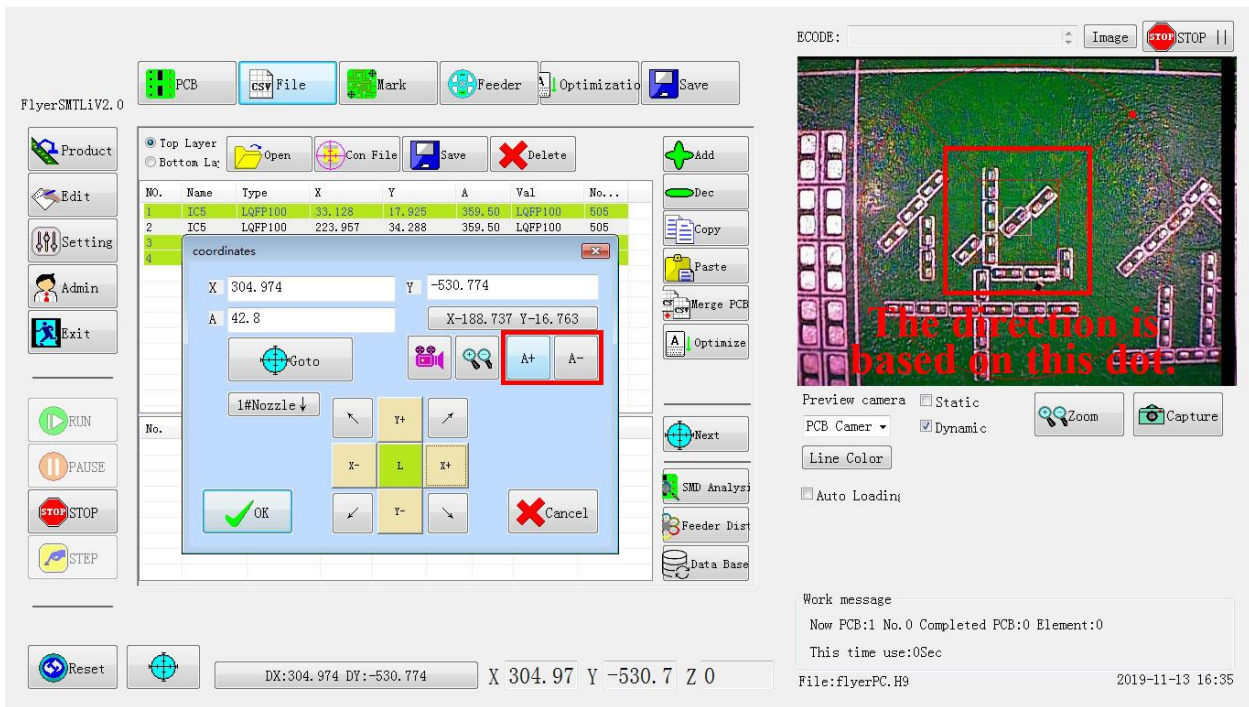 ECODE:
Image
STOP STOP ||
FlyerSMTLiV2.0
PCB
CSV File
Mark
Feeder
A Optimizatio
Save
Product
Edit
Setting
Admin
Exit
RUN
PAUSE
STOP STOP
STEP
Reset
Top Layer
Bottom La
Open
Con File
Save
Delete
NO. Name Type X Y A Val No...
1 IC5 LQFP100 33.128 17.925 359.50 LQFP100 505
2 IC5 LQFP100 223.957 34.288 359.50 LQFP100 505
3
4
coordinates
X 304.974 Y -530.774
A 42.8 X-188.737 Y-16.763
Goto
A+ A-
1#Nozzle↓
Y+
X- L X+
Y-
OK
Cancel
No.
Add
Dec
Copy
Paste
CSV Merge PCB
A Optimize
Next
SMD Analysi
Feeder Dist
Data Base
The direction is
based on this dot.
Preview camera
Static
PCB Camer
Dynamic
Zoom
Capture
Line Color
Auto Loading
Work message
Now PCB:1 No.0 Completed PCB:0 Element:0
This time use:0Sec
DX:304.974 DY:-530.774
X 304.97 Y -530.7 Z 0
File:flyerPC.H9
2019-11-13 16:35